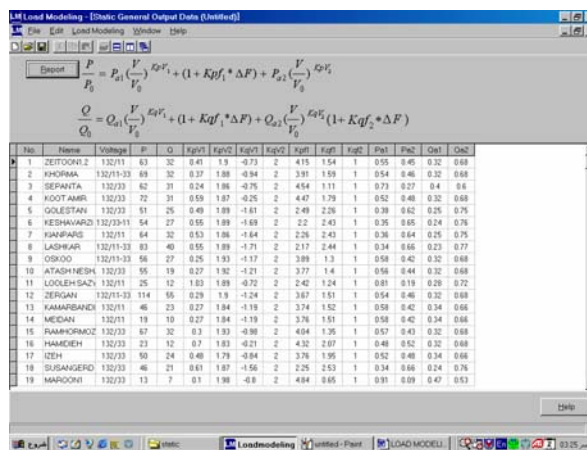 LM Load Modeling - [Static General Output Data (Untitled)]
File Edit Load Modeling Window Help
Report P/P0 = Pa1(V/V0)^KpV1 + (1 + Kpf1 * ΔF) + Pa2(V/V0)^KpV2
Q/Q0 = Qa1(V/V0)^KqV1 + (1 + Kqf1 * ΔF) + Qa2(V/V0)^KqV2 (1 + Kqf2 * ΔF)
No. Name Voltage P Q KpV1 KpV2 KqV1 KqV2 Kpf1 Kqf1 Kqf2 Pa1 Pa2 Qa1 Qa2
1 ZEITOON1,2 132/11 63 32 0.41 1.9 -0.73 2 4.15 1.54 1 0.55 0.45 0.32 0.68
2 KHORMA 132/11-33 69 32 0.37 1.88 -0.94 2 3.91 1.59 1 0.54 0.46 0.32 0.68
3 SEPANTA 132/33 62 31 0.24 1.86 -0.75 2 4.54 1.11 1 0.73 0.27 0.4 0.6
4 KOOT AMIR 132/33 72 31 0.59 1.87 -0.25 2 4.47 1.79 1 0.52 0.48 0.32 0.68
5 GOLESTAN 132/33 51 25 0.49 1.89 -1.61 2 2.49 2.26 1 0.38 0.62 0.25 0.75
6 KESHAVARZI 132/33-11 54 27 0.55 1.89 -1.69 2 2.2 2.43 1 0.35 0.65 0.24 0.76
7 KIANPARS 132/11 64 32 0.53 1.86 -1.64 2 2.26 2.43 1 0.36 0.64 0.25 0.75
8 LASHKAR 132/11-33 83 40 0.55 1.89 -1.71 2 2.17 2.44 1 0.34 0.66 0.23 0.77
9 OSKOO 132/11-33 56 27 0.25 1.93 -1.17 2 3.89 1.3 1 0.58 0.42 0.32 0.68
10 ATASH NESH 132/33 55 19 0.27 1.92 -1.21 2 3.77 1.4 1 0.56 0.44 0.32 0.68
11 LOOLEH SAZ 132/11 25 12 1.03 1.89 -0.72 2 2.42 1.24 1 0.81 0.19 0.28 0.72
12 ZERGAN 132/11-33 114 55 0.29 1.9 -1.24 2 3.67 1.51 1 0.54 0.46 0.32 0.68
13 KAMARBANDI 132/11 46 23 0.27 1.84 -1.19 2 3.74 1.52 1 0.58 0.42 0.34 0.66
14 MEIDAN 132/11 19 10 0.27 1.84 -1.19 2 3.76 1.51 1 0.58 0.42 0.34 0.66
15 RAMHORMOZ 132/33 67 32 0.3 1.93 -0.98 2 4.04 1.35 1 0.57 0.43 0.32 0.68
16 HAMIDIEH 132/33 23 12 0.7 1.83 -0.21 2 4.32 2.07 1 0.48 0.52 0.32 0.68
17 IZEH 132/33 50 24 0.48 1.79 -0.84 2 3.76 1.95 1 0.52 0.48 0.34 0.66
18 SUSANGERD 132/33 46 21 0.61 1.87 -1.56 2 2.25 2.53 1 0.34 0.66 0.24 0.76
19 MAROON1 132/33 13 7 0.1 1.98 -0.8 2 4.84 0.65 1 0.91 0.09 0.47 0.53
Help
شروع static Loadmodeling untitled - Paint LOAD MODELI... En 03:25